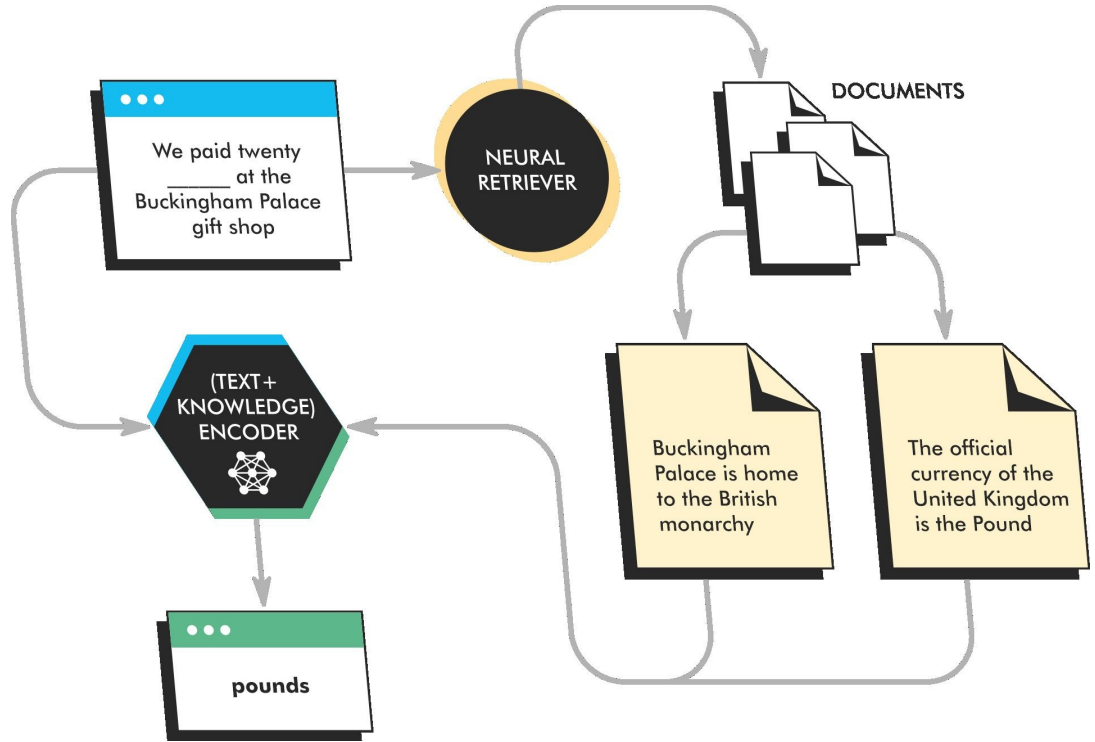 We paid twenty
______ at the
Buckingham Palace
gift shop
NEURAL
RETRIEVER
DOCUMENTS
(TEXT+
KNOWLEDGE)
ENCODER
Buckingham
Palace is home
to the British
monarchy
The official
currency of the
United Kingdom
is the Pound
pounds